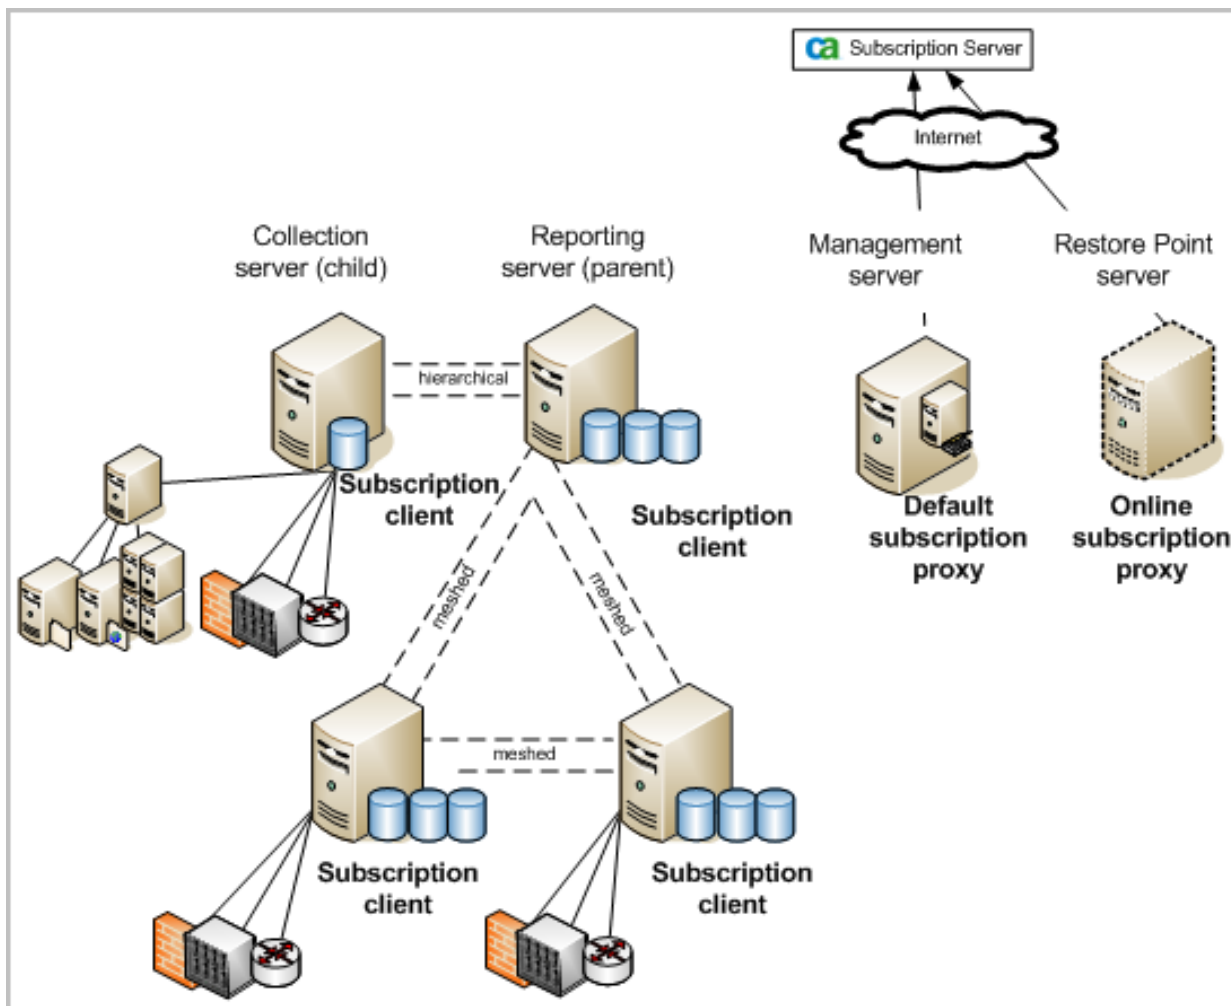 ca Subscription Server
Internet
Collection
server (child)
Reporting
server (parent)
Management
server
Restore Point
server
hierarchical
Subscription
client
Subscription
client
Default
subscription
proxy
Online
subscription
proxy
meshed
meshed
meshed
Subscription
client
Subscription
client